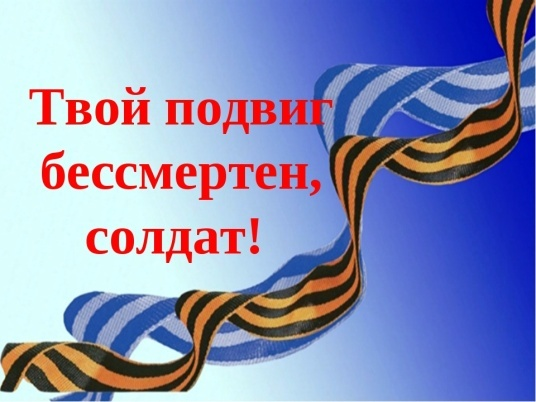 Твой подвиг
бессмертен,
солдат!